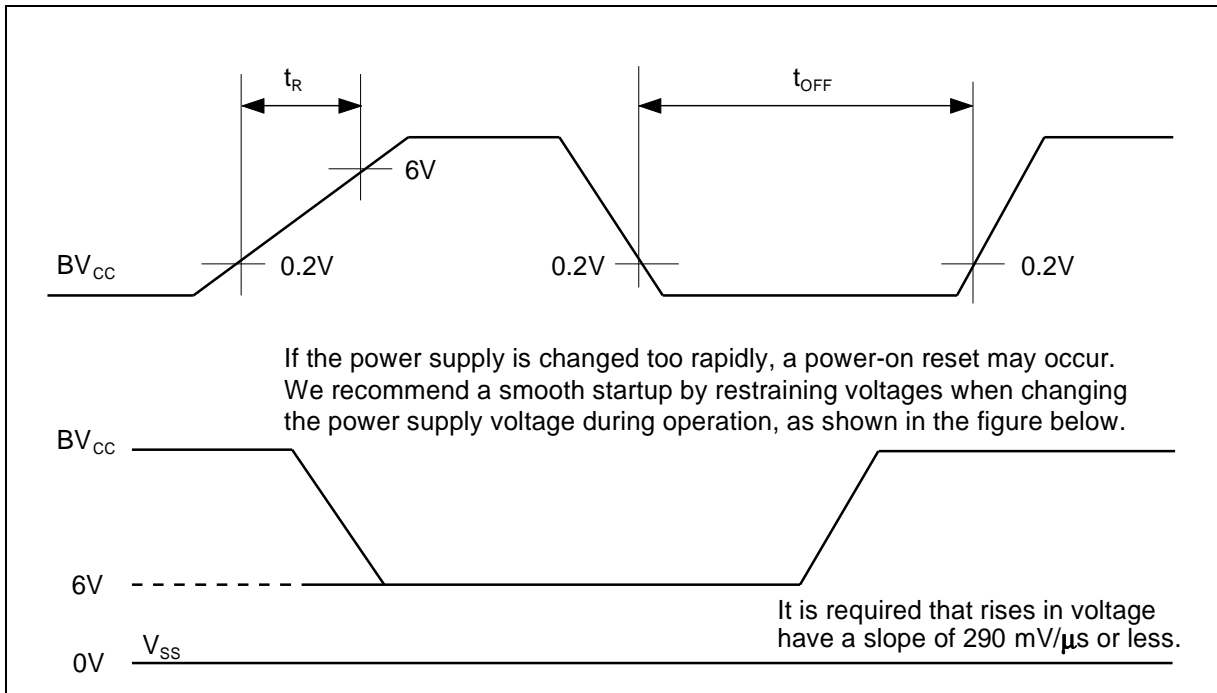 t_R
t_OFF
6V
BV_CC
0.2V
0.2V
0.2V
If the power supply is changed too rapidly, a power-on reset may occur.
We recommend a smooth startup by restraining voltages when changing
the power supply voltage during operation, as shown in the figure below.
BV_CC
6V
It is required that rises in voltage
have a slope of 290 mV/μs or less.
V_SS
0V